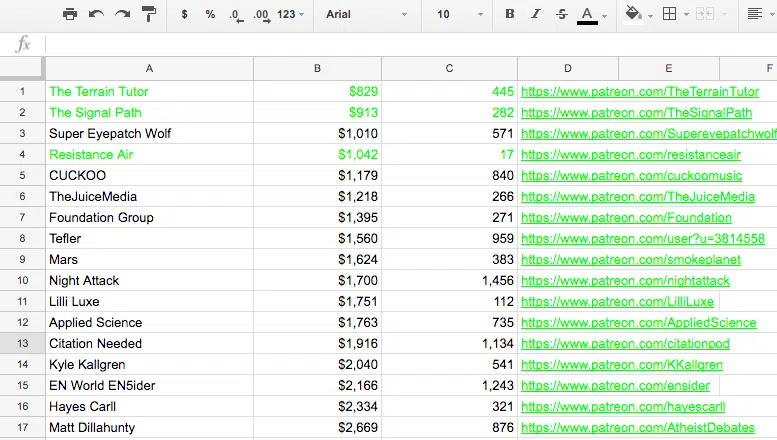 $ % .0 .00 123 Arial 10 B I S A
fx
A B C D E F
1 The Terrain Tutor $829 445 https://www.patreon.com/TheTerrainTutor
2 The Signal Path $913 282 https://www.patreon.com/TheSignalPath
3 Super Eyepatch Wolf $1,010 571 https://www.patreon.com/Supereyepatchwolf
4 Resistance Air $1,042 17 https://www.patreon.com/resistanceair
5 CUCKOO $1,179 840 https://www.patreon.com/cuckoomusic
6 TheJuiceMedia $1,218 266 https://www.patreon.com/TheJuiceMedia
7 Foundation Group $1,395 271 https://www.patreon.com/Foundation
8 Tefler $1,560 959 https://www.patreon.com/user?u=3814558
9 Mars $1,624 383 https://www.patreon.com/smokeplanet
10 Night Attack $1,700 1,456 https://www.patreon.com/nightattack
11 Lilli Luxe $1,751 112 https://www.patreon.com/LilliLuxe
12 Applied Science $1,763 735 https://www.patreon.com/AppliedScience
13 Citation Needed $1,916 1,134 https://www.patreon.com/citationpod
14 Kyle Kallgren $2,040 541 https://www.patreon.com/KKallgren
15 EN World EN5ider $2,166 1,243 https://www.patreon.com/ensider
16 Hayes Carll $2,334 321 https://www.patreon.com/hayescarll
17 Matt Dillahunty $2,669 876 https://www.patreon.com/AtheistDebates